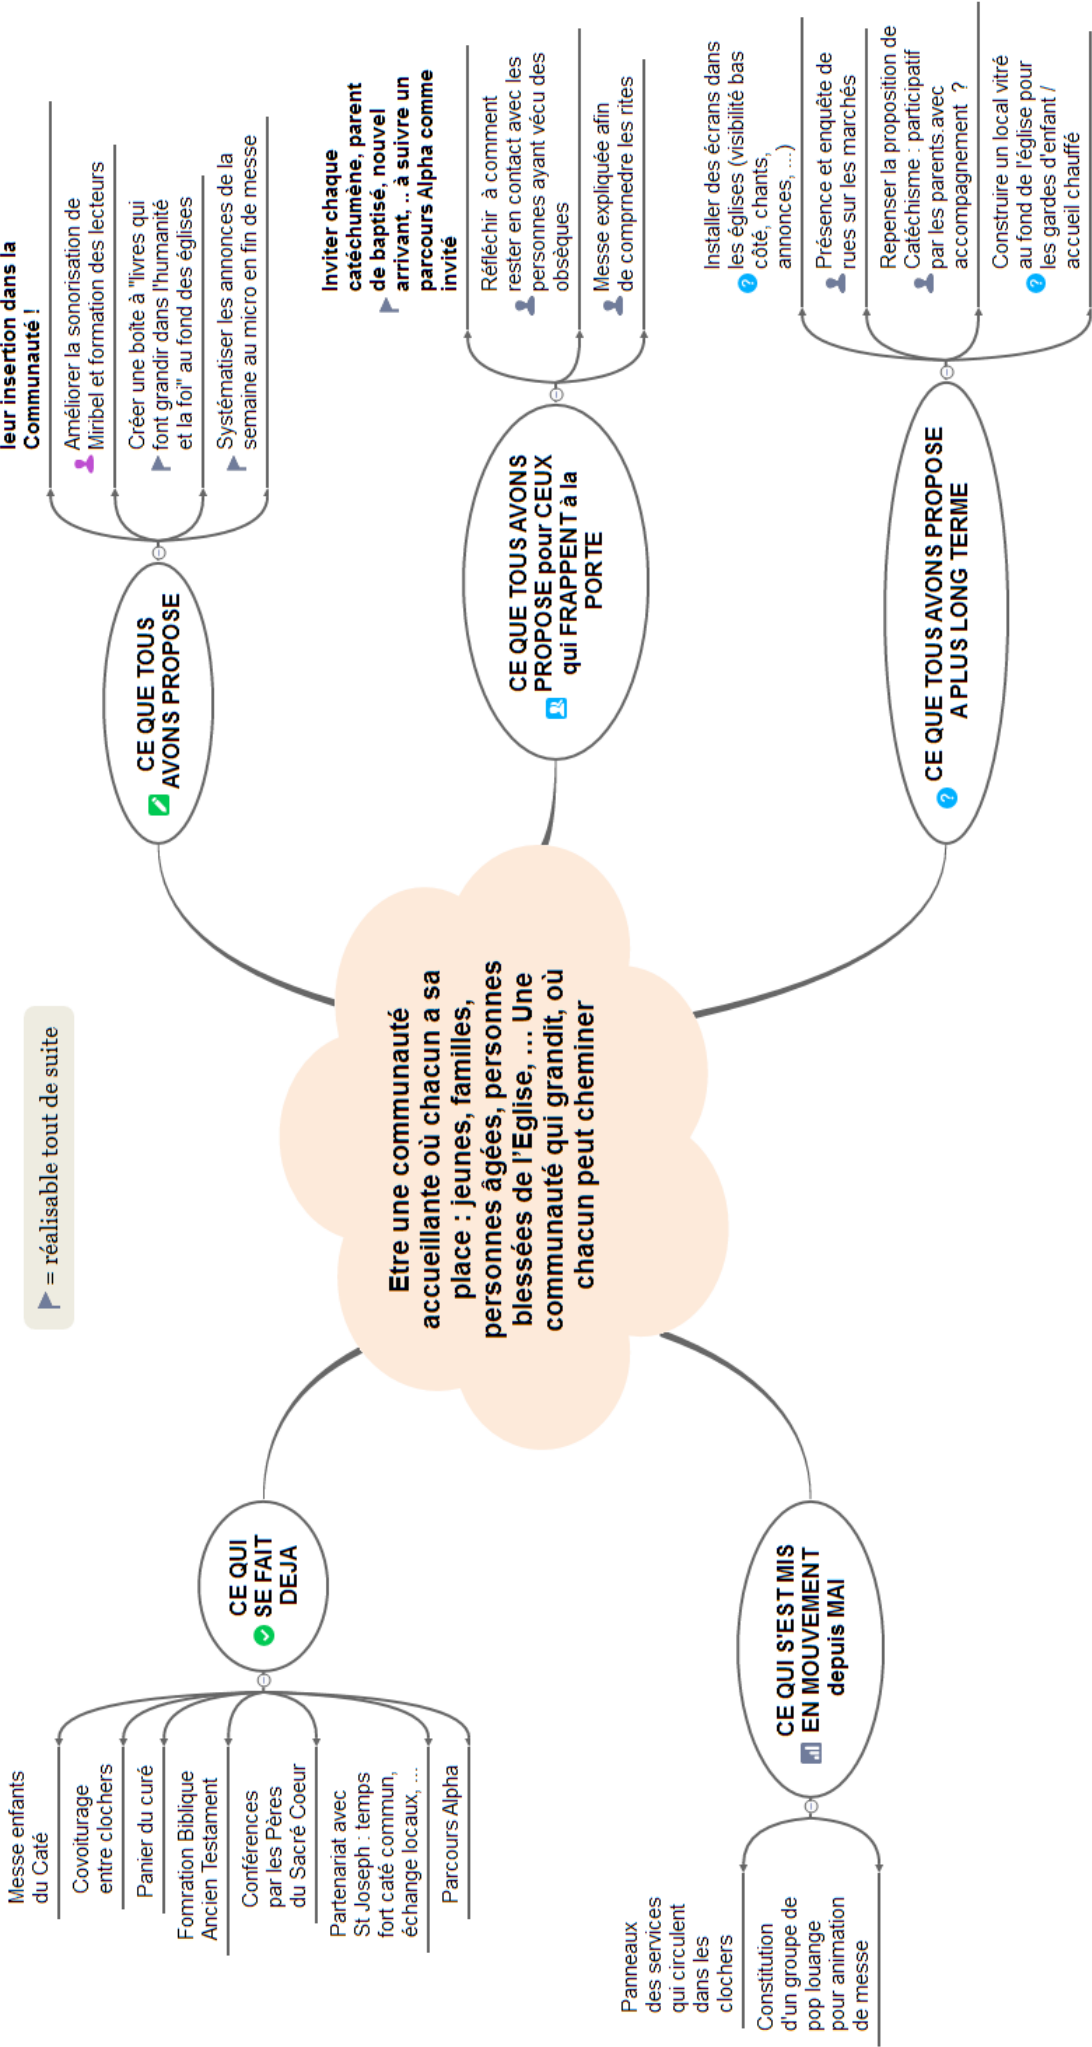 = réalisable tout de suite
Etre une communauté
accueillante où chacun a sa
place : jeunes, familles,
personnes âgées, personnes
blessées de l'Eglise, ... Une
communauté qui grandit, où
chacun peut cheminer
CE QUI
SE FAIT
DEJA
Messe enfants
du Caté
Covoiturage
entre clochers
Panier du curé
Fomration Biblique
Ancien Testament
Conférences
par les Pères
du Sacré Coeur
Partenariat avec
St Joseph : temps
fort caté commun,
échange locaux, ...
Parcours Alpha
CE QUI S'EST MIS
EN MOUVEMENT
depuis MAI
Panneaux
des services
qui circulent
dans les
clochers
Constitution
d'un groupe de
pop louange
pour animation
de messe
CE QUE TOUS
AVONS PROPOSE
leur insertion dans la
Communauté !
Améliorer la sonorisation de
Miribel et formation des lecteurs
Créer une boîte à "livres qui
font grandir dans l'humanité
et la foi" au fond des églises
Systématiser les annonces de la
semaine au micro en fin de messe
CE QUE TOUS AVONS
PROPOSE pour CEUX
qui FRAPPENT à la
PORTE
Inviter chaque
catéchumène, parent
de baptisé, nouvel
arrivant, ..à suivre un
parcours Alpha comme
invité
Réfléchir à comment
rester en contact avec les
personnes ayant vécu des
obsèques
Messe expliquée afin
de comprnedre les rites
CE QUE TOUS AVONS PROPOSE
A PLUS LONG TERME
Installer des écrans dans
les églises (visibilité bas
côté, chants,
annonces, ...)
Présence et enquête de
rues sur les marchés
Repenser la proposition de
Catéchisme : participatif
par les parents.avec
accompagnement ?
Construire un local vitré
au fond de l'église pour
les gardes d'enfant /
accueil chauffé